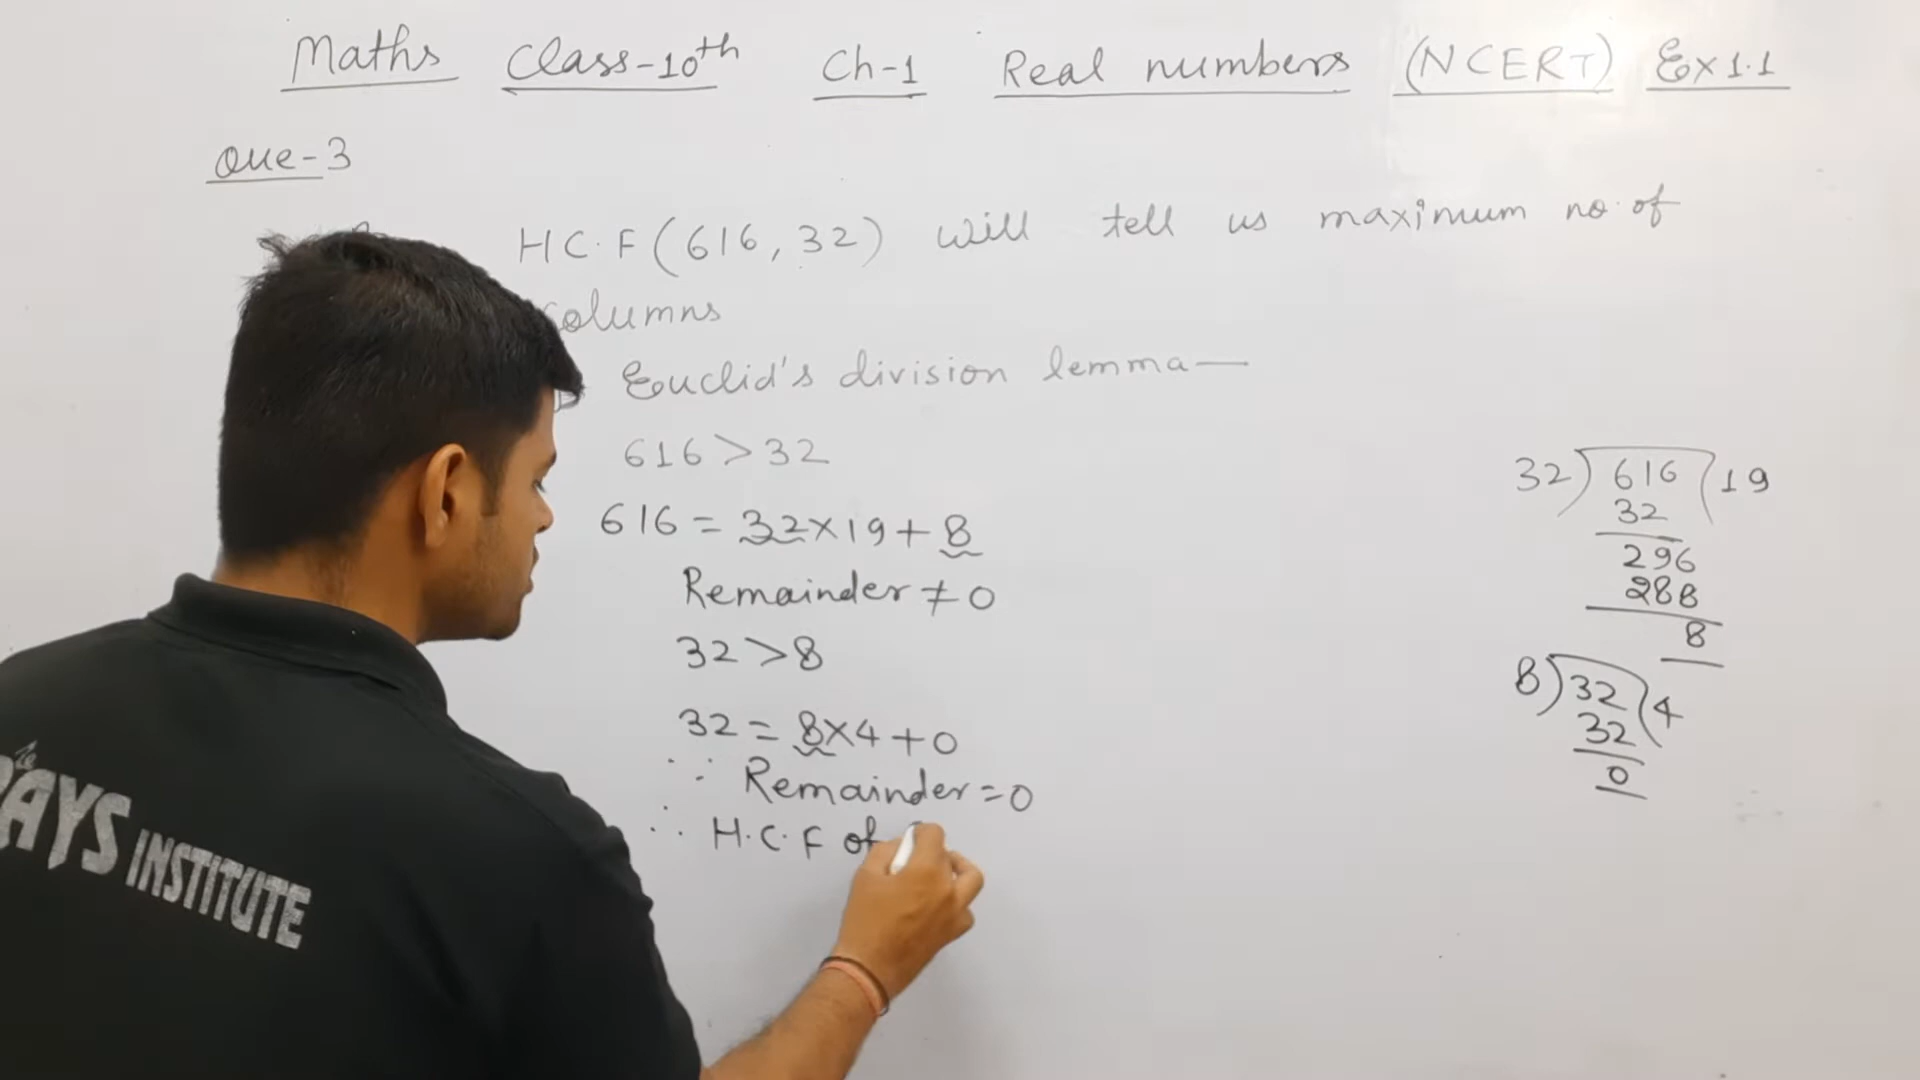 Maths Class-10th Ch-1 Real numbers (NCERT) Ex 1.1
Que-3
H.C.F (616, 32) will tell us maximum no. of
columns
Euclid's division lemma—
616 > 32
616 = 32×19+8
Remainder ≠ 0
32 > 8
32 = 8×4+0
∵ Remainder = 0
∴ H.C.F of
32) 616 (19
32
296
288
8
8) 32 (4
32
0
RAYS INSTITUTE